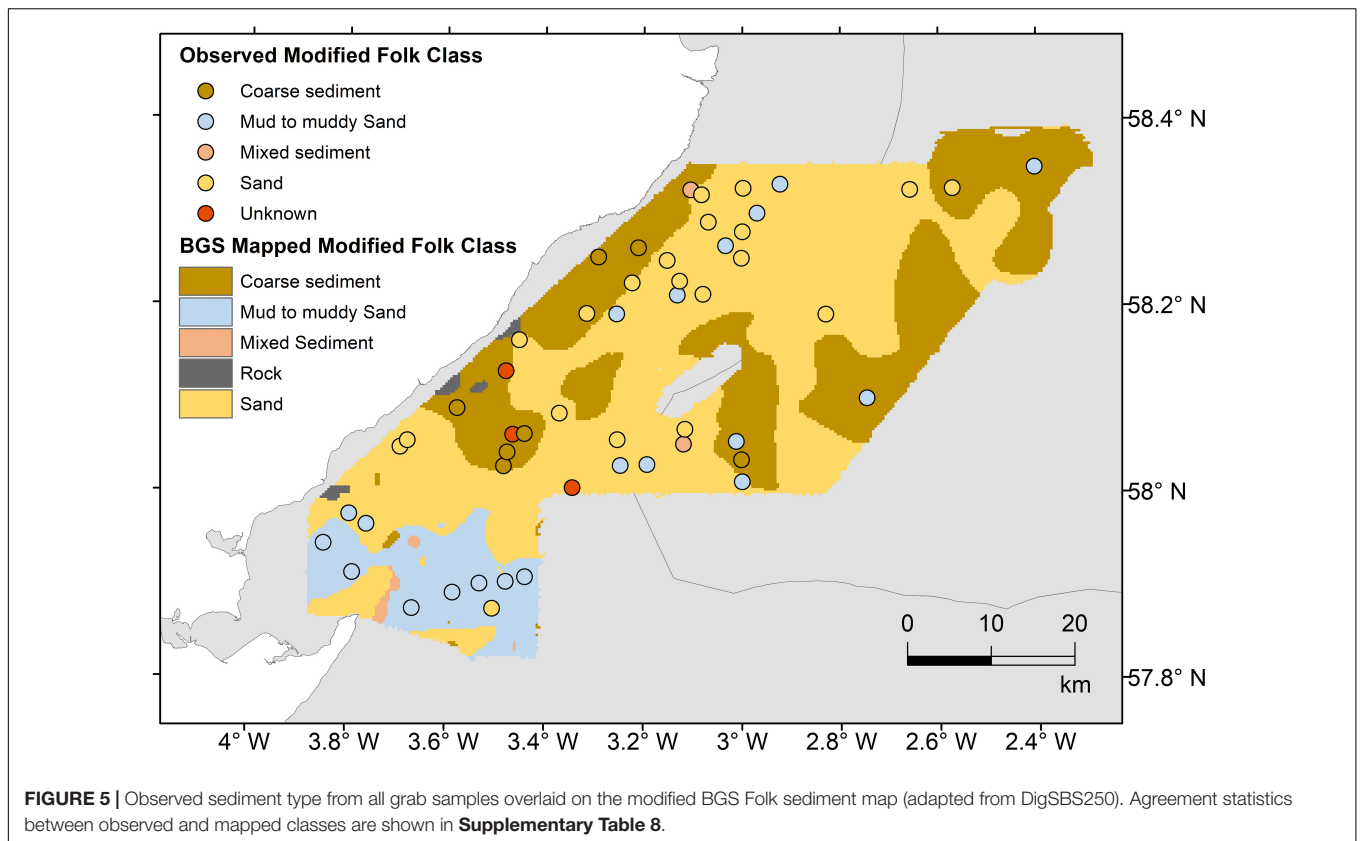 Observed Modified Folk Class
Coarse sediment
Mud to muddy Sand
Mixed sediment
Sand
Unknown
BGS Mapped Modified Folk Class
Coarse sediment
Mud to muddy Sand
Mixed Sediment
Rock
Sand
58.4° N
58.2° N
58° N
57.8° N
0 10 20
km
4° W 3.8° W 3.6° W 3.4° W 3.2° W 3° W 2.8° W 2.6° W 2.4° W
FIGURE 5 | Observed sediment type from all grab samples overlaid on the modified BGS Folk sediment map (adapted from DigSBS250). Agreement statistics
between observed and mapped classes are shown in Supplementary Table 8.